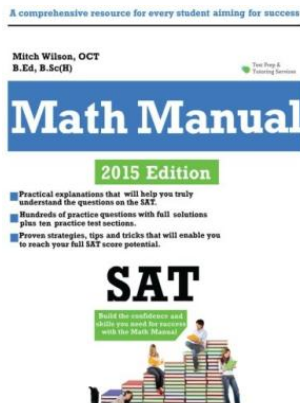 A comprehensive resource for every student aiming for success
Mitch Wilson, OCT
B.Ed, B.Sc(H)
Test Prep &
Tutoring Services
Math Manual
2015 Edition
Practical explanations that will help you truly
understand the questions on the SAT.
Hundreds of practice questions with full solutions
plus ten practice test sections.
Proven strategies, tips and tricks that will enable you
to reach your full SAT score potential.
SAT
Build the confidence and
skills you need for success
with the Math Manual